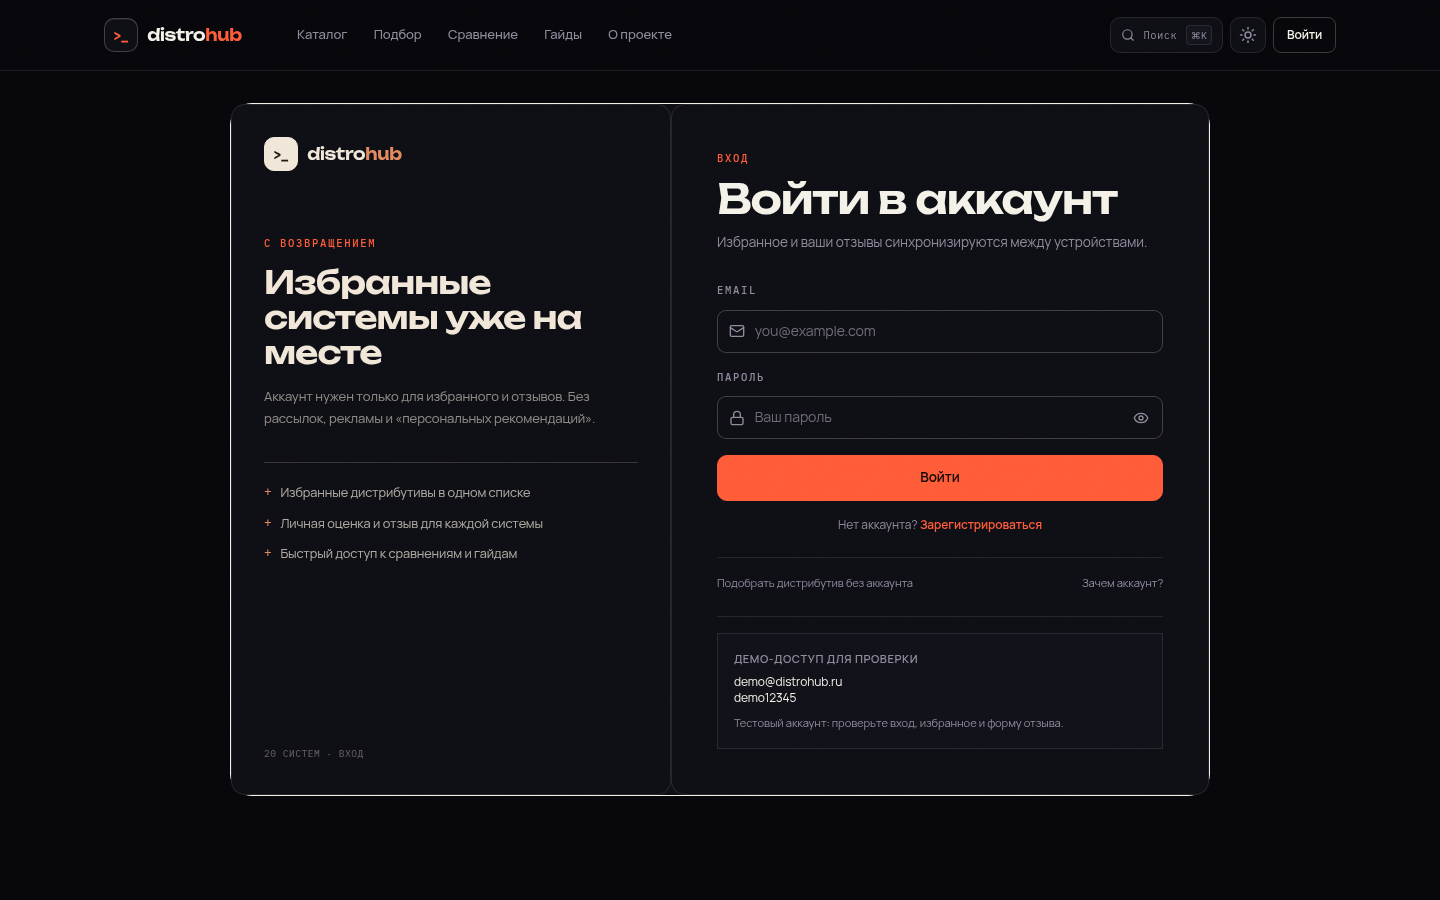 >_ distrohub
Каталог
Подбор
Сравнение
Гайды
О проекте
Поиск ⌘K
Войти
>_ distrohub
С ВОЗВРАЩЕНИЕМ
Избранные
системы уже на
месте
Аккаунт нужен только для избранного и отзывов. Без
рассылок, рекламы и «персональных рекомендаций».
+ Избранные дистрибутивы в одном списке
+ Личная оценка и отзыв для каждой системы
+ Быстрый доступ к сравнениям и гайдам
20 СИСТЕМ · ВХОД
ВХОД
Войти в аккаунт
Избранное и ваши отзывы синхронизируются между устройствами.
EMAIL
you@example.com
ПАРОЛЬ
Ваш пароль
Войти
Нет аккаунта? Зарегистрироваться
Подобрать дистрибутив без аккаунта
Зачем аккаунт?
ДЕМО-ДОСТУП ДЛЯ ПРОВЕРКИ
demo@distrohub.ru
demo12345
Тестовый аккаунт: проверьте вход, избранное и форму отзыва.